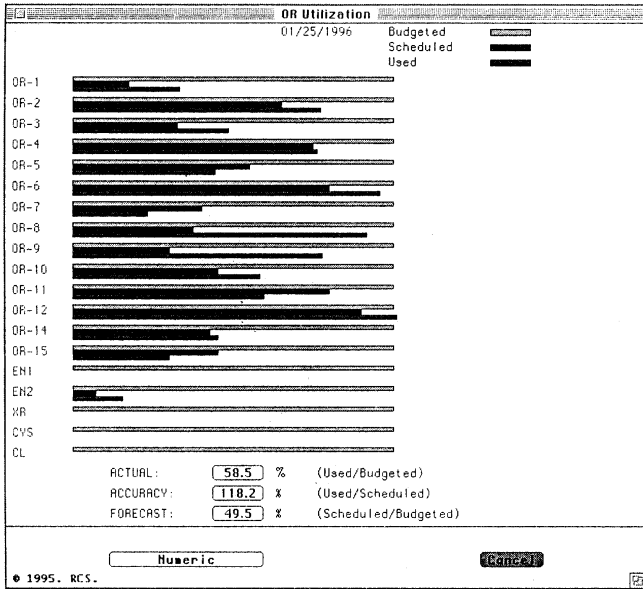 OR Utilization
01/25/1996 Budgeted
Scheduled
Used
OR-1
OR-2
OR-3
OR-4
OR-5
OR-6
OR-7
OR-8
OR-9
OR-10
OR-11
OR-12
OR-14
OR-15
EN1
EN2
XR
CYS
CL
ACTUAL: 58.5 % (Used/Budgeted)
ACCURACY: 118.2 % (Used/Scheduled)
FORECAST: 49.5 % (Scheduled/Budgeted)
Numeric Cancel
© 1995. RCS.